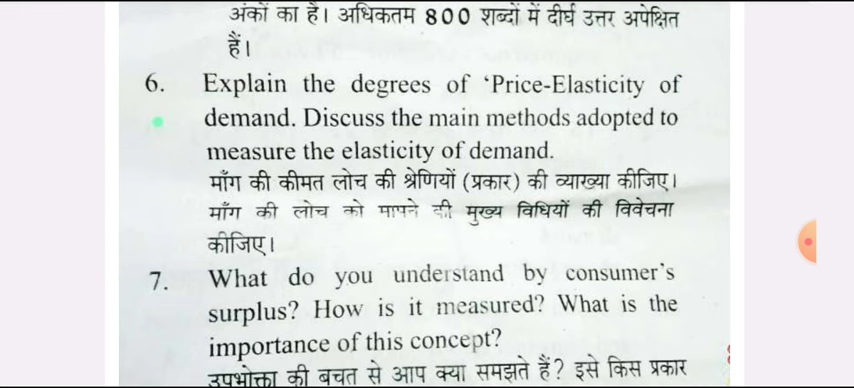 अंकों का है। अधिकतम 800 शब्दों में दीर्घ उत्तर अपेक्षित
हैं।
6. Explain the degrees of ‘Price-Elasticity of
demand. Discuss the main methods adopted to
measure the elasticity of demand.
माँग की कीमत लोच की श्रेणियों (प्रकार) की व्याख्या कीजिए।
माँग की लोच को मापने की मुख्य विधियों की विवेचना
कीजिए।
7. What do you understand by consumer’s
surplus? How is it measured? What is the
importance of this concept?
उपभोक्ता की बचत से आप क्या समझते हैं? इसे किस प्रकार